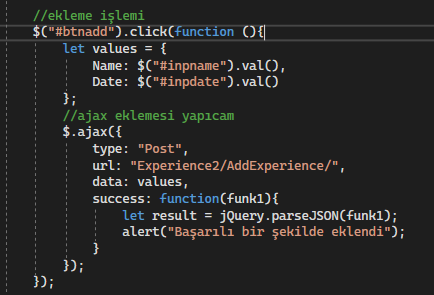 //ekleme işlemi
$("#btnadd").click(function (){
let values = {
Name: $("#inpname").val(),
Date: $("#inpdate").val()
};
//ajax eklemesi yapıcam
$.ajax({
type: "Post",
url: "Experience2/AddExperience/",
data: values,
success: function(funk1){
let result = jQuery.parseJSON(funk1);
alert("Başarılı bir şekilde eklendi");
}
});
});